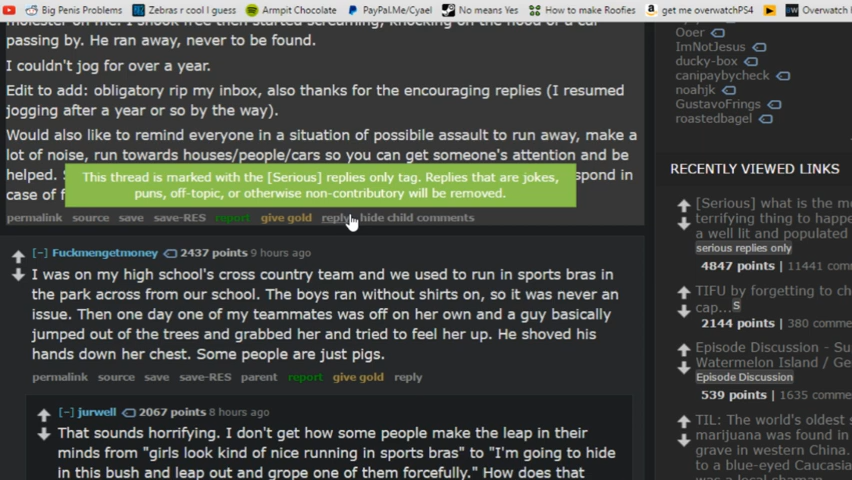 Big Penis Problems
Zebras r cool I guess
Armpit Chocolate
PayPal.Me/Cyael
No means Yes
How to make Roofies
get me overwatchPS4
Overwatch
passing by. He ran away, never to be found.
I couldn't jog for over a year.
Edit to add: obligatory rip my inbox, also thanks for the encouraging replies (I resumed
jogging after a year or so by the way).
Would also like to remind everyone in a situation of possibile assault to run away, make a
lot of noise, run towards houses/people/cars so you can get someone's attention and be
helped. S
spond in
case of f
This thread is marked with the [Serious] replies only tag. Replies that are jokes,
puns, off-topic, or otherwise non-contributory will be removed.
permalink source save save-RES report give gold reply hide child comments
[-] Fuckmengetmoney 2437 points 9 hours ago
I was on my high school's cross country team and we used to run in sports bras in
the park across from our school. The boys ran without shirts on, so it was never an
issue. Then one day one of my teammates was off on her own and a guy basically
jumped out of the trees and grabbed her and tried to feel her up. He shoved his
hands down her chest. Some people are just pigs.
permalink source save save-RES parent report give gold reply
[-] jurwell 2067 points 8 hours ago
That sounds horrifying. I don't get how some people make the leap in their
minds from "girls look kind of nice running in sports bras" to "I'm going to hide
in this bush and leap out and grope one of them forcefully." How does that
Ooer
ImNotJesus
ducky-box
canipaybycheck
noahjk
GustavoFrings
roastedbagel
RECENTLY VIEWED LINKS
[Serious] what is the mo
terrifying thing to happe
a well lit and populated
serious replies only
4847 points | 11441 com
TIFU by forgetting to ch
cap... S
2144 points | 380 comme
Episode Discussion - Su
Watermelon Island / Ge
Episode Discussion
539 points | 1635 comme
TIL: The world's oldest s
marijuana was found in
grave in western China.
to a blue-eyed Caucasia